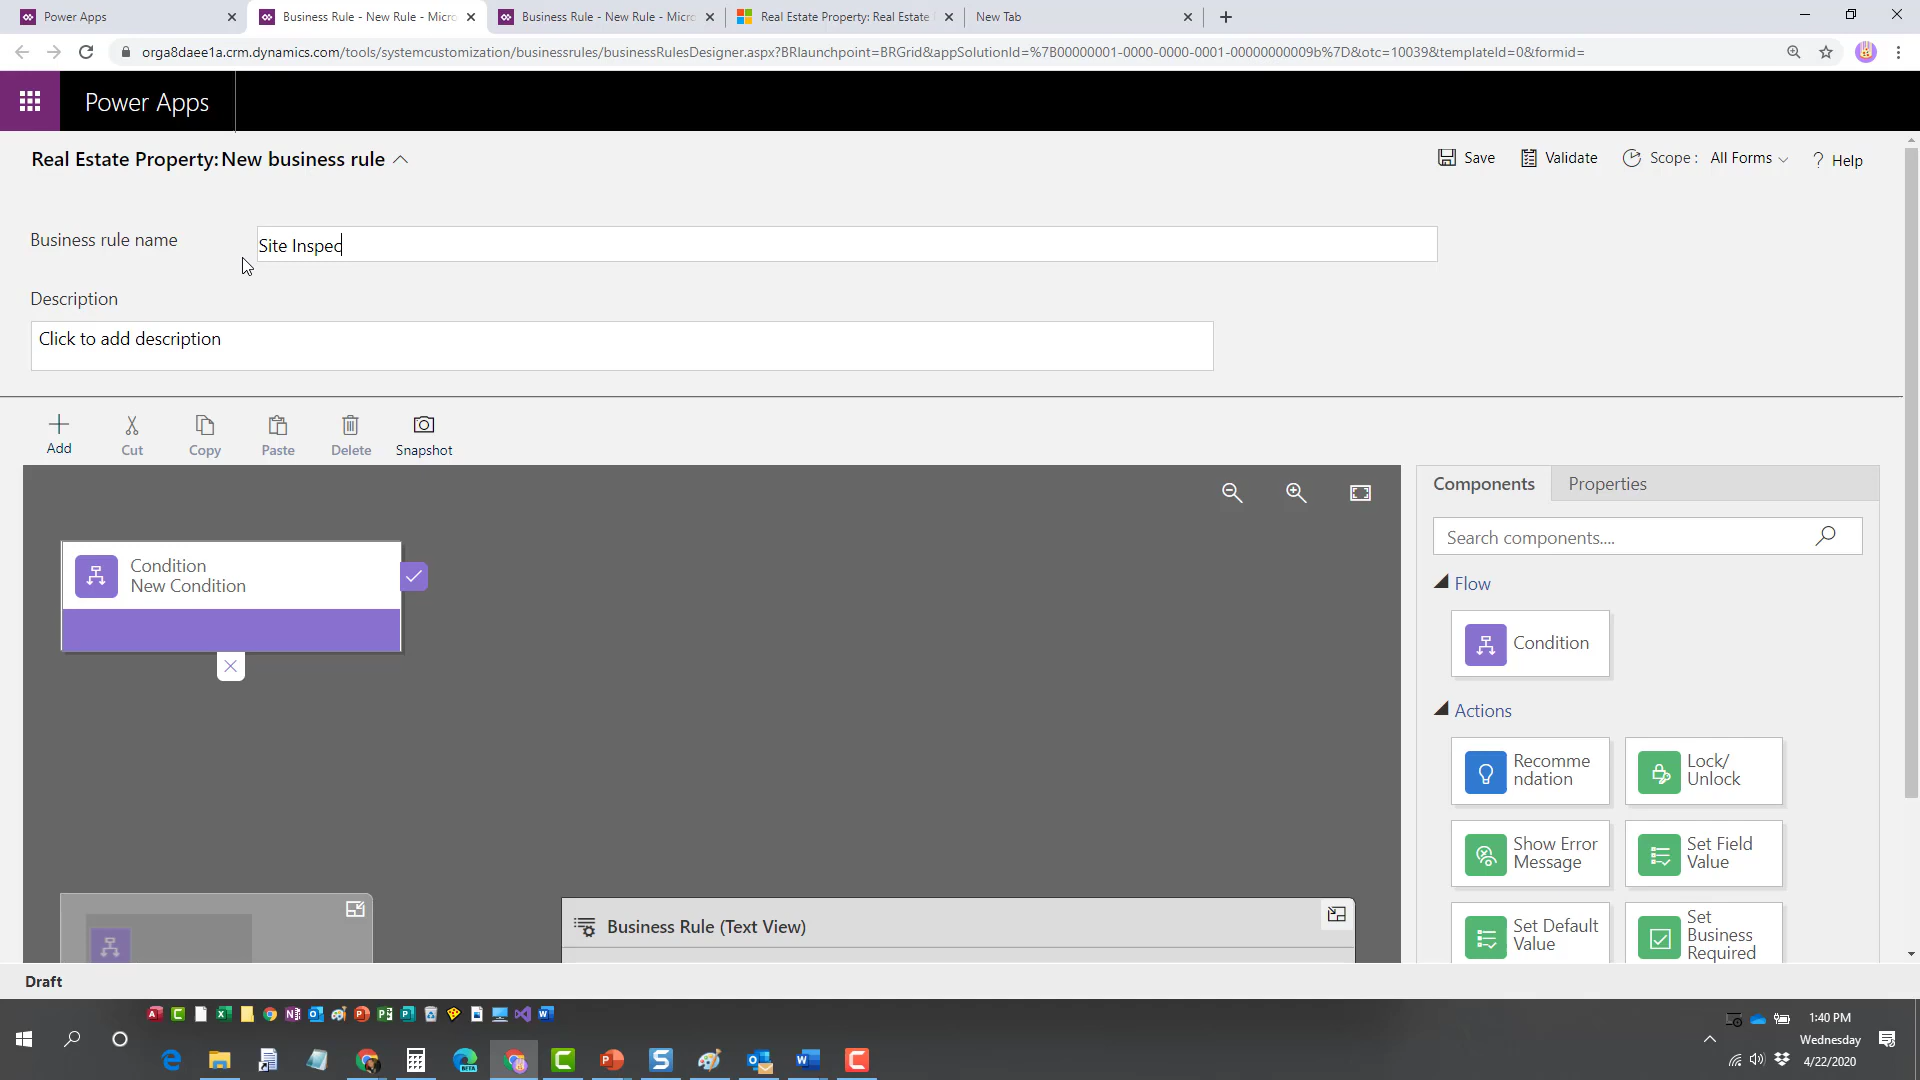 Power Apps
Business Rule - New Rule - Micro
Business Rule - New Rule - Micro
Real Estate Property: Real Estate
New Tab
orga8daee1a.crm.dynamics.com/tools/systemcustomization/businessrules/businessRulesDesigner.aspx?BRlaunchpoint=BRGrid&appSolutionId=%7B00000001-0000-0000-0001-00000000009b%7D&otc=10039&templateId=0&formid=
Power Apps
Real Estate Property: New business rule
Save
Validate
Scope :
All Forms
? Help
Business rule name
Site Inspec
Description
Click to add description
Add
Cut
Copy
Paste
Delete
Snapshot
Components
Properties
Search components....
Condition
New Condition
Flow
Condition
Actions
Recomme
ndation
Lock/
Unlock
Show Error
Message
Set Field
Value
Set Default
Value
Set
Business
Required
Business Rule (Text View)
Draft
1:40 PM
Wednesday
4/22/2020